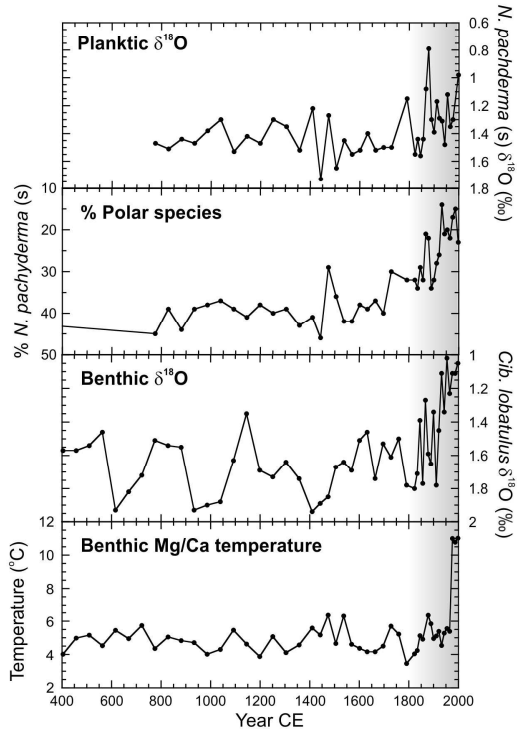 Planktic δ¹⁸O
0.6
0.8
1
1.2
1.4
1.6
1.8
N. pachderma (s) δ¹⁸O (‰)
% Polar species
10
20
30
40
50
% N. pachyderma (s)
Benthic δ¹⁸O
1
1.2
1.4
1.6
1.8
2
Cib. lobatulus δ¹⁸O (‰)
Benthic Mg/Ca temperature
12
10
8
6
4
2
Temperature (°C)
400 600 800 1000 1200 1400 1600 1800 2000
Year CE